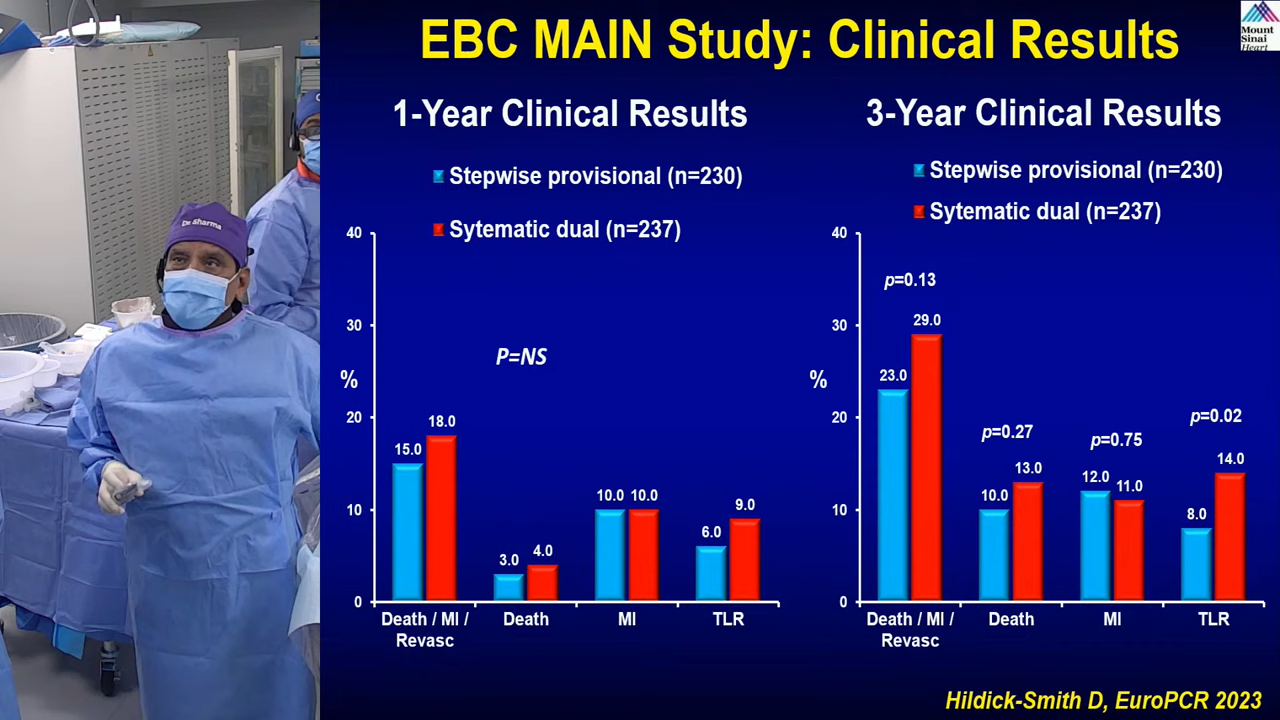 EBC MAIN Study: Clinical Results
Mount
Sinai
Heart
1-Year Clinical Results
Stepwise provisional (n=230)
Sytematic dual (n=237)
40
30
%
20
10
0
P=NS
15.0
18.0
3.0
4.0
10.0
10.0
6.0
9.0
Death / MI /
Revasc
Death
MI
TLR
3-Year Clinical Results
Stepwise provisional (n=230)
Sytematic dual (n=237)
40
30
%
20
10
0
p=0.13
23.0
29.0
p=0.27
10.0
13.0
p=0.75
12.0
11.0
p=0.02
8.0
14.0
Death / MI /
Revasc
Death
MI
TLR
Hildick-Smith D, EuroPCR 2023
Dr Sharma